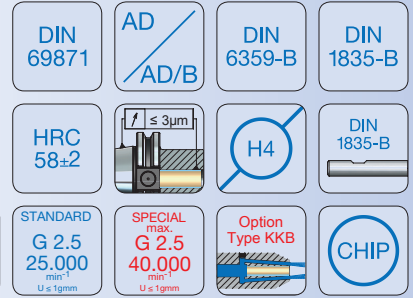 DIN
69871
AD
AD/B
DIN
6359-B
DIN
1835-B
HRC
58±2
↗ ≤ 3µm
H4
DIN
1835-B
STANDARD
G 2.5
25.000
min⁻¹
U ≤ 1gmm
SPECIAL
max.
G 2.5
40.000
min⁻¹
U ≤ 1gmm
Option
Type KKB
CHIP